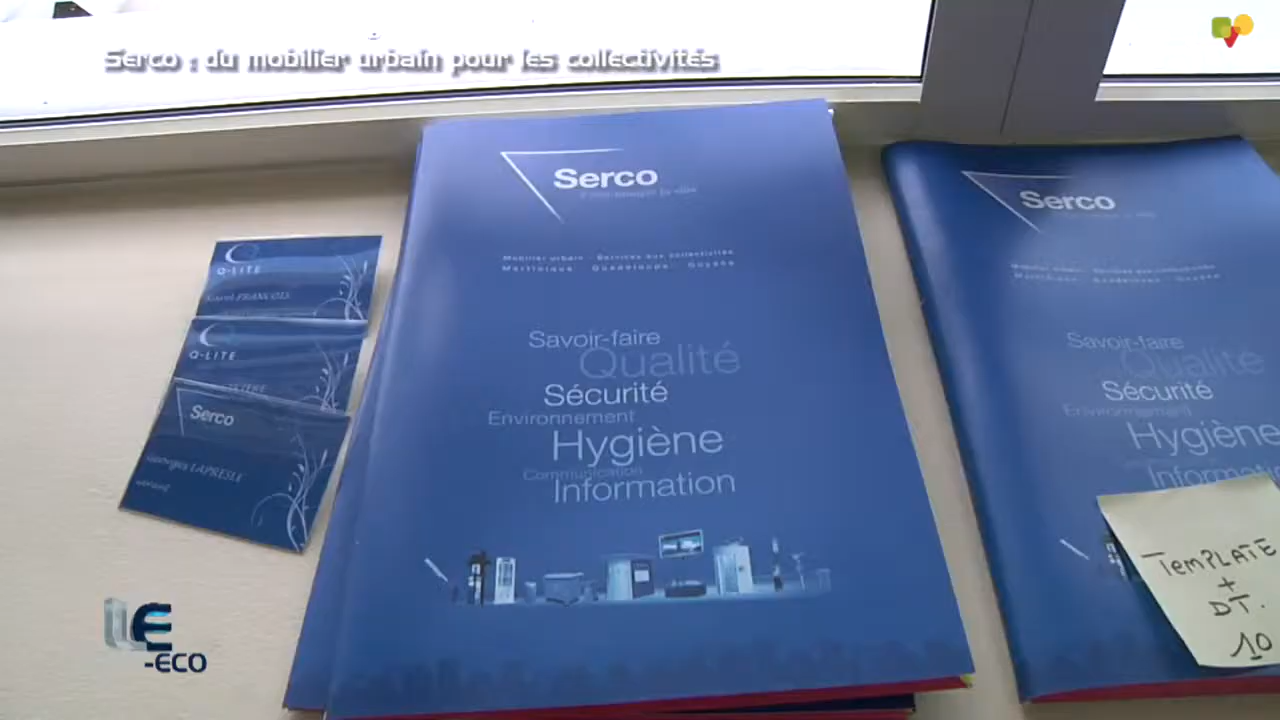 Serco : du mobilier urbain pour les collectivités
Serco
Mobilier urbain - Services aux collectivités
Martinique - Guadeloupe - Guyane
Savoir-faire
Qualité
Sécurité
Environnement
Hygiène
Communication
Information
Serco
Savoir-faire
Qualité
Sécurité
Environnement
Hygiène
Information
TEMPLATE
+
DT.
10
Q-LITE
FRANCOIS
Q-LITE
Serco
Georges LAPRESLE
LE
-ECO